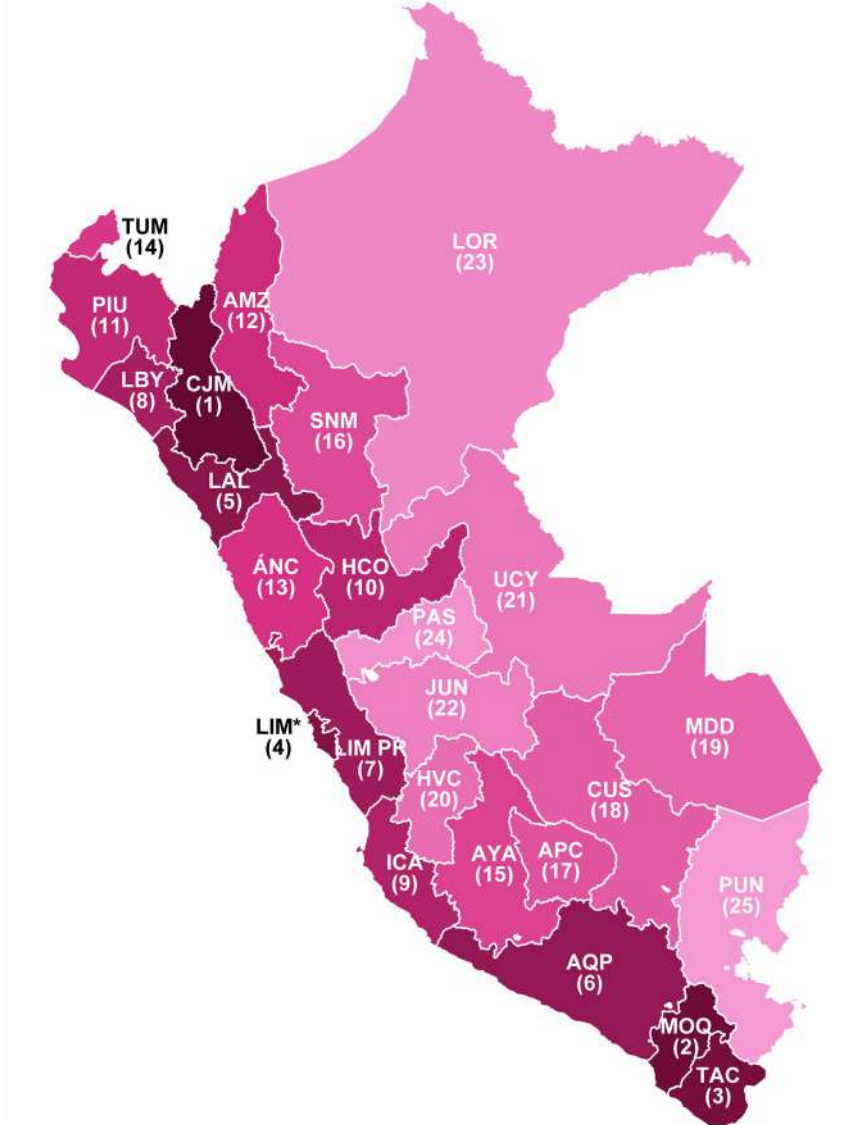 TUM
(14)
LOR
(23)
PIU
(11)
AMZ
(12)
LBY
(8)
CJM
(1)
SNM
(16)
LAL
(5)
ÁNC
(13)
HCO
(10)
UCY
(21)
PAS
(24)
JUN
(22)
LIM*
(4)
LIM PR
(7)
MDD
(19)
HVC
(20)
CUS
(18)
ICA
(9)
AYA
(15)
APC
(17)
PUN
(25)
AQP
(6)
MOQ
(2)
TAC
(3)